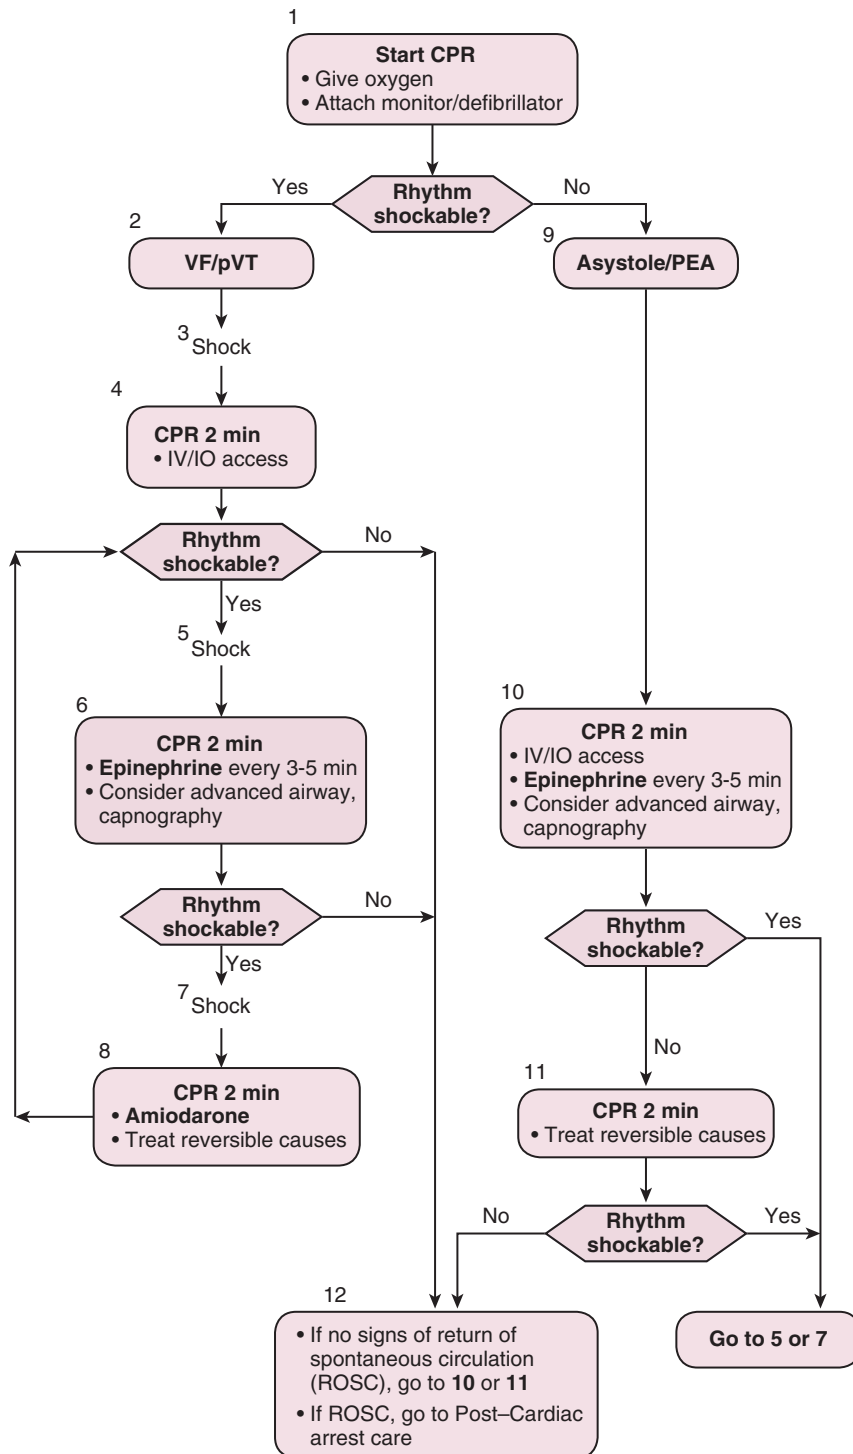 1
Start CPR
• Give oxygen
• Attach monitor/defibrillator
Rhythm
shockable?
Yes
No
2
VF/pVT
3
Shock
4
CPR 2 min
• IV/IO access
Rhythm
shockable?
No
Yes
5
Shock
6
CPR 2 min
• Epinephrine every 3-5 min
• Consider advanced airway,
capnography
Rhythm
shockable?
No
Yes
7
Shock
8
CPR 2 min
• Amiodarone
• Treat reversible causes
9
Asystole/PEA
10
CPR 2 min
• IV/IO access
• Epinephrine every 3-5 min
• Consider advanced airway,
capnography
Rhythm
shockable?
Yes
No
11
CPR 2 min
• Treat reversible causes
Rhythm
shockable?
No
Yes
12
• If no signs of return of
spontaneous circulation
(ROSC), go to 10 or 11
• If ROSC, go to Post–Cardiac
arrest care
Go to 5 or 7